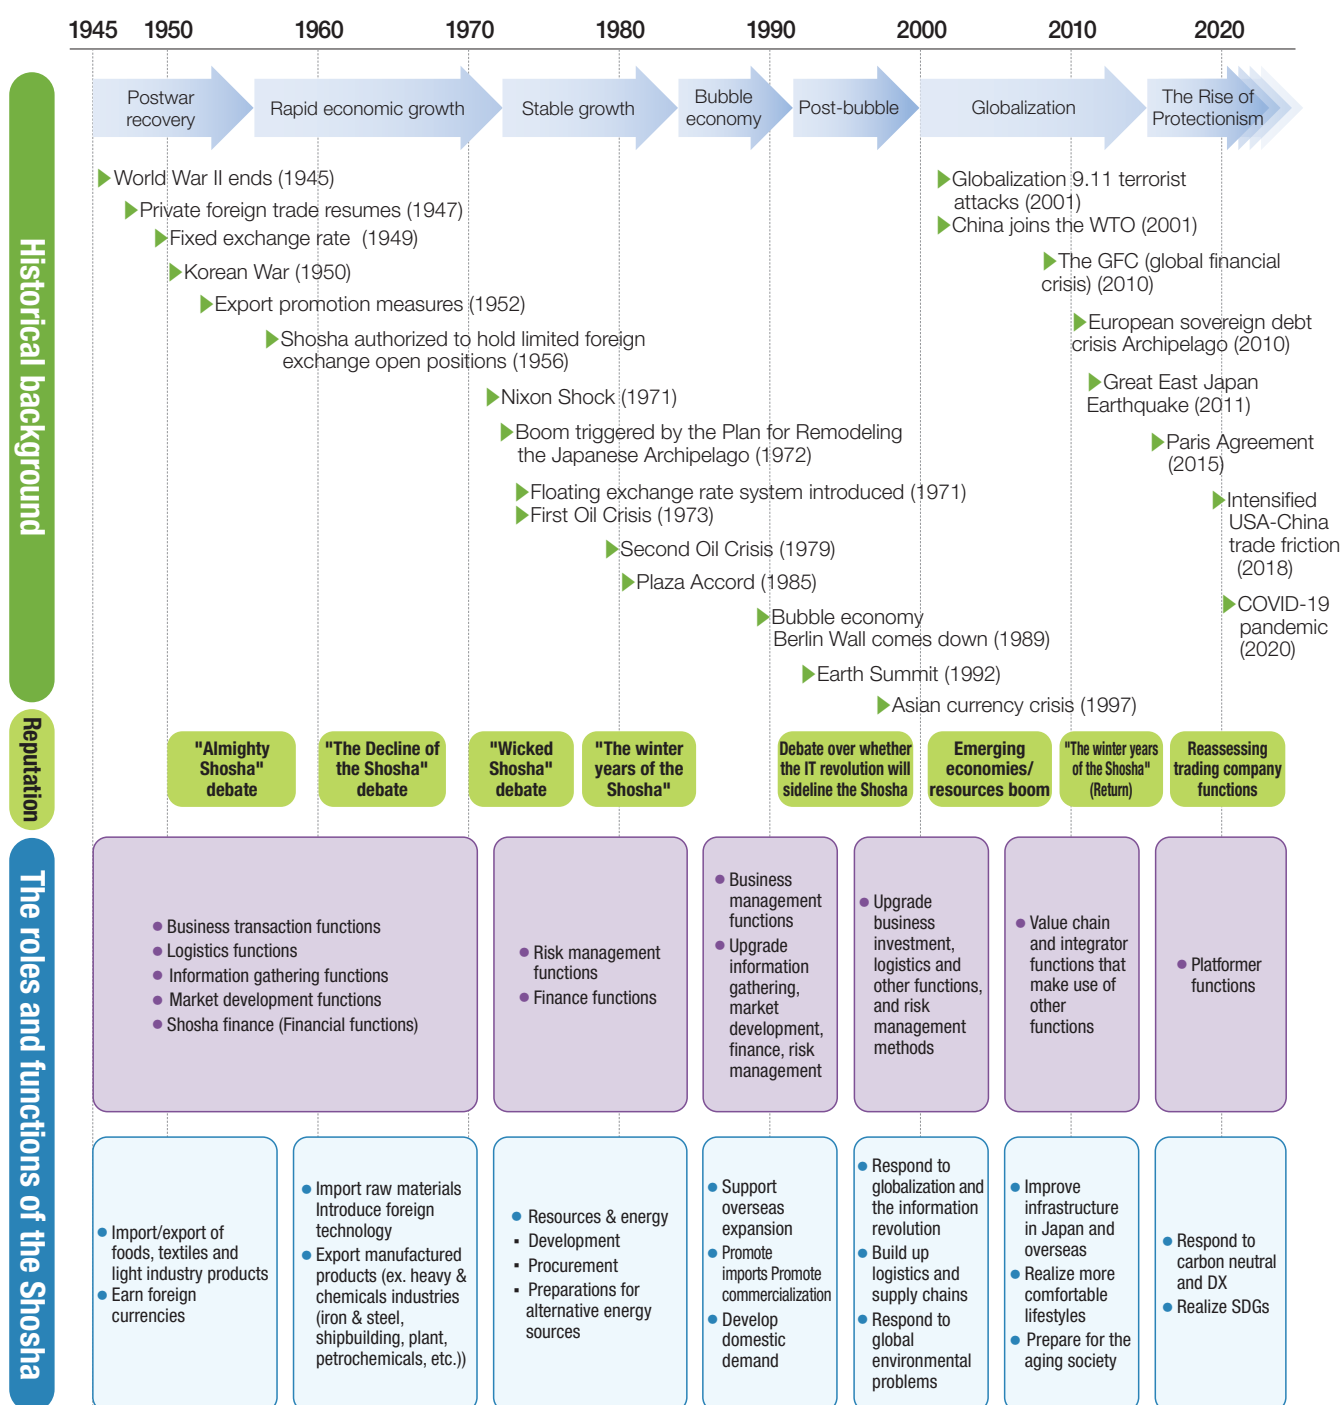 1945 1950 1960 1970 1980 1990 2000 2010 2020
Historical background
Postwar
recovery
Rapid economic growth
Stable growth
Bubble
economy
Post-bubble
Globalization
The Rise of
Protectionism
World War II ends (1945)
Private foreign trade resumes (1947)
Fixed exchange rate (1949)
Korean War (1950)
Export promotion measures (1952)
Shosha authorized to hold limited foreign
exchange open positions (1956)
Nixon Shock (1971)
Boom triggered by the Plan for Remodeling
the Japanese Archipelago (1972)
Floating exchange rate system introduced (1971)
First Oil Crisis (1973)
Second Oil Crisis (1979)
Plaza Accord (1985)
Bubble economy
Berlin Wall comes down (1989)
Earth Summit (1992)
Asian currency crisis (1997)
Globalization 9.11 terrorist
attacks (2001)
China joins the WTO (2001)
The GFC (global financial
crisis) (2010)
European sovereign debt
crisis Archipelago (2010)
Great East Japan
Earthquake (2011)
Paris Agreement
(2015)
Intensified
USA-China
trade friction
(2018)
COVID-19
pandemic
(2020)
Reputation
"Almighty
Shosha"
debate
"The Decline of
the Shosha"
debate
"Wicked
Shosha"
debate
"The winter
years of the
Shosha"
Debate over whether
the IT revolution will
sideline the Shosha
Emerging
economies/
resources boom
"The winter years
of the Shosha"
(Return)
Reassessing
trading company
functions
The roles and functions of the Shosha
● Business transaction functions
● Logistics functions
● Information gathering functions
● Market development functions
● Shosha finance (Financial functions)
● Risk management
functions
● Finance functions
● Business
management
functions
● Upgrade
information
gathering,
market
development,
finance, risk
management
● Upgrade
business
investment,
logistics and
other functions,
and risk
management
methods
● Value chain
and integrator
functions that
make use of
other
functions
● Platformer
functions
● Import/export of
foods, textiles and
light industry products
● Earn foreign
currencies
● Import raw materials
Introduce foreign
technology
● Export manufactured
products (ex. heavy &
chemicals industries
(iron & steel,
shipbuilding, plant,
petrochemicals, etc.))
● Resources & energy
▪ Development
▪ Procurement
▪ Preparations for
alternative energy
sources
● Support
overseas
expansion
● Promote
imports Promote
commercialization
● Develop
domestic
demand
● Respond to
globalization and
the information
revolution
● Build up
logistics and
supply chains
● Respond to
global
environmental
problems
● Improve
infrastructure
in Japan and
overseas
● Realize more
comfortable
lifestyles
● Prepare for the
aging society
● Respond to
carbon neutral
and DX
● Realize SDGs